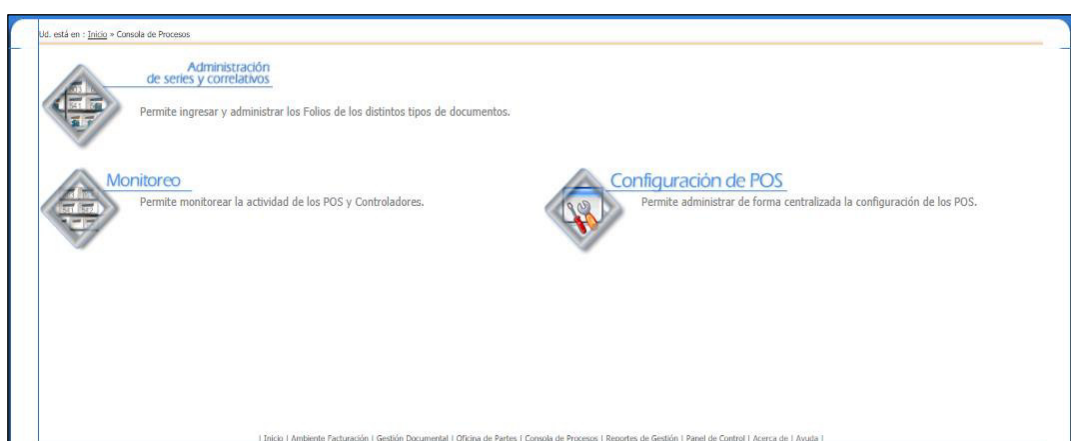 Ud. está en : Inicio » Consola de Procesos
Administración
de series y correlativos
Permite ingresar y administrar los Folios de los distintos tipos de documentos.
Monitoreo
Permite monitorear la actividad de los POS y Controladores.
Configuración de POS
Permite administrar de forma centralizada la configuración de los POS.
| Inicio | Ambiente Facturación | Gestión Documental | Oficina de Partes | Consola de Procesos | Reportes de Gestión | Panel de Control | Acerca de | Ayuda |